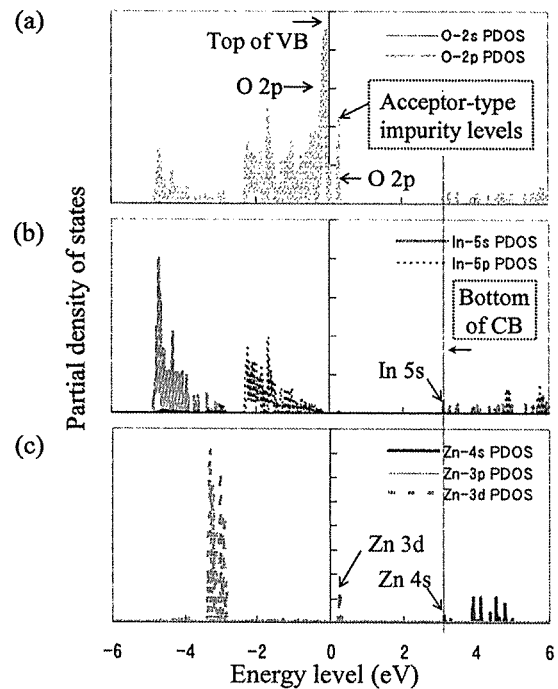 (a)
Top of VB
O-2s PDOS
O-2p PDOS
O 2p
Acceptor-type
impurity levels
O 2p
Partial density of states
(b)
In-5s PDOS
In-5p PDOS
Bottom
of CB
In 5s
(c)
Zn-4s PDOS
Zn-3p PDOS
Zn-3d PDOS
Zn 3d
Zn 4s
−6 −4 −2 0 2 4 6
Energy level (eV)